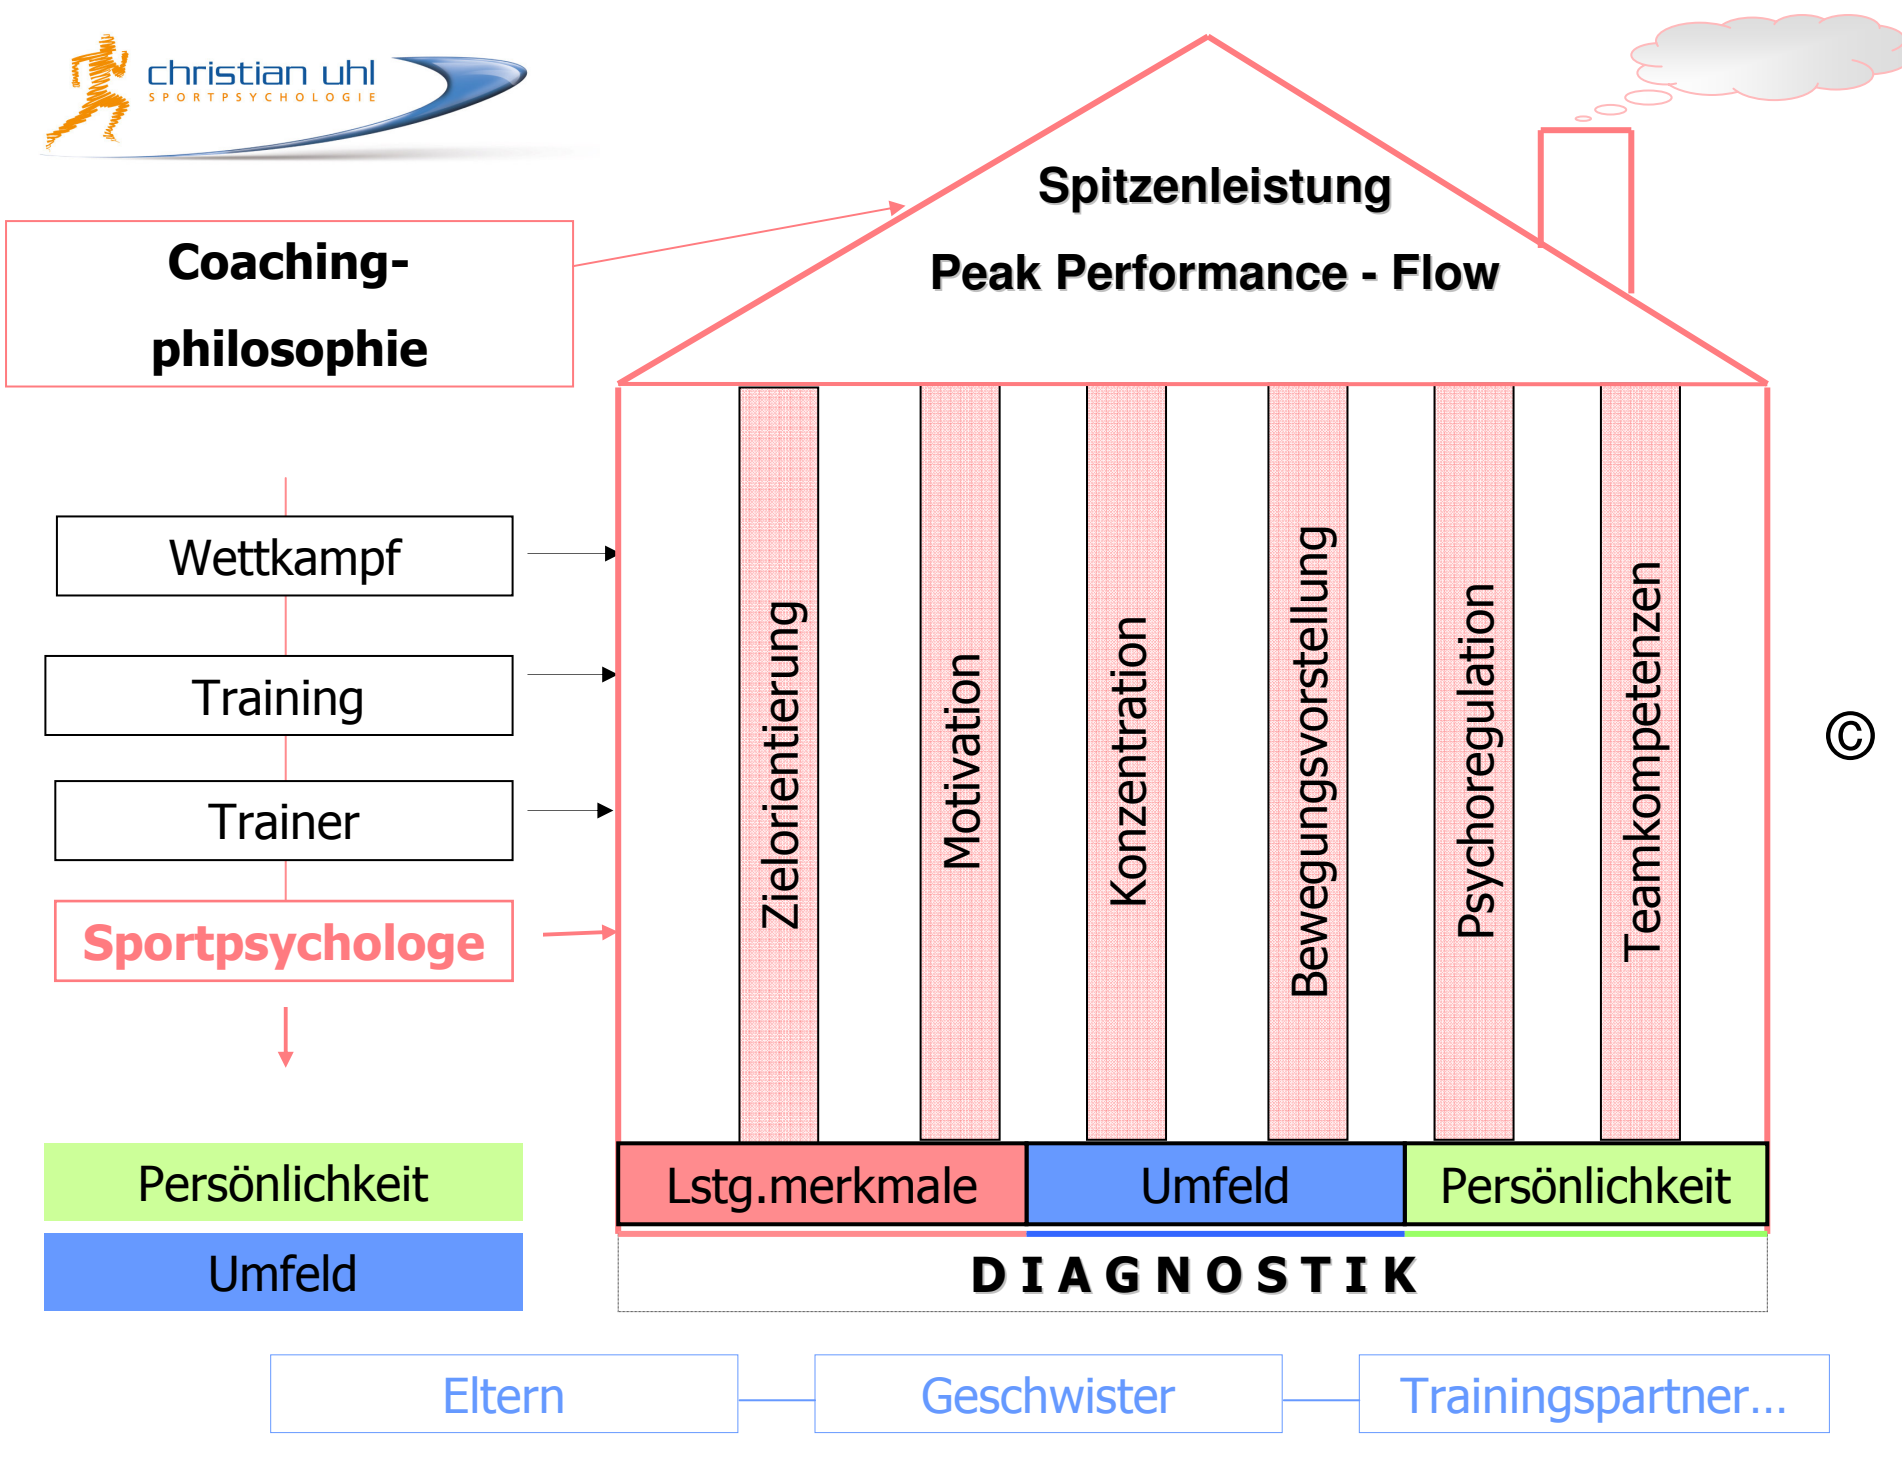 christian uhl
SPORTPSYCHOLOGIE
Spitzenleistung
Peak Performance - Flow
Coaching-
philosophie
Wettkampf
Training
Trainer
Sportpsychologe
Zielorientierung
Motivation
Konzentration
Bewegungsvorstellung
Psychoregulation
Teamkompetenzen
©
Persönlichkeit
Umfeld
Lstg.merkmale
Umfeld
Persönlichkeit
DIAGNOSTIK
Eltern
Geschwister
Trainingspartner...